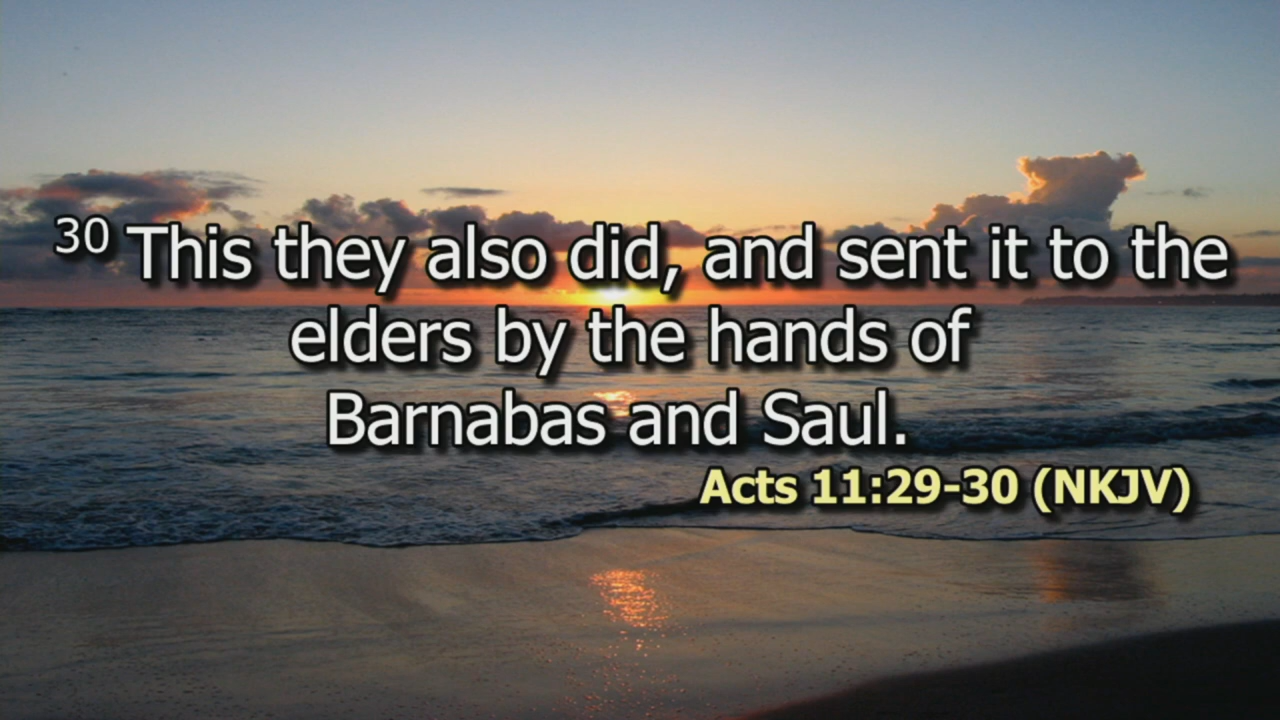 30 This they also did, and sent it to the
elders by the hands of
Barnabas and Saul.
Acts 11:29-30 (NKJV)